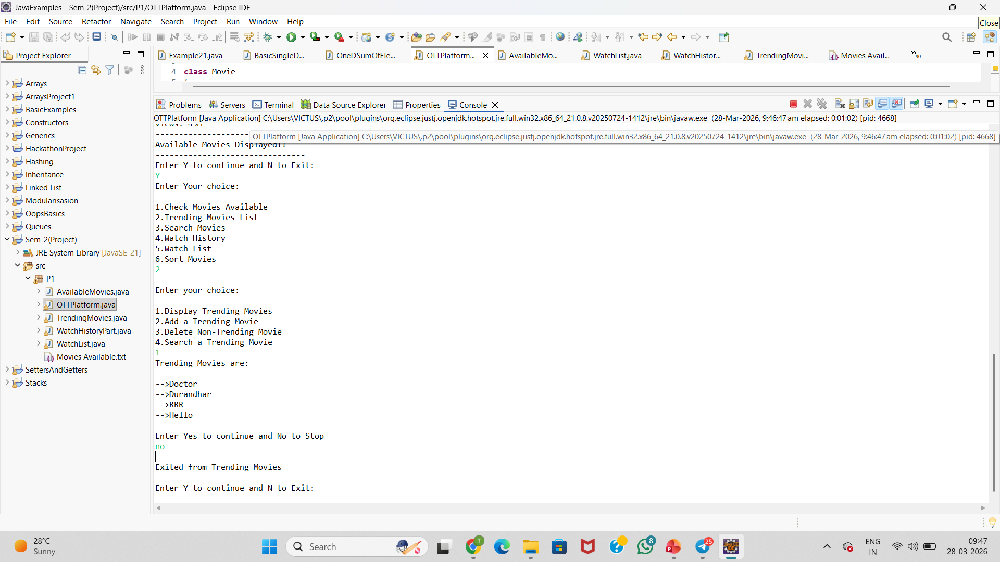 JavaExamples - Sem-2(Project)/src/P1/OTTPlatform.java - Eclipse IDE
File Edit Source Refactor Navigate Search Project Run Window Help
Close
Project Explorer
Example21.java BasicSingleD... OneDSumOfEle... OTTPlatform... AvailableMo... WatchList.java WatchHistor... TrendingMovi... Movies Avail... »90
4 class Movie
Arrays
ArraysProject1
BasicExamples
Constructors
Generics
HackathonProject
Hashing
Inheritance
Linked List
Modularisasion
OopsBasics
Queues
Sem-2(Project)
JRE System Library [JavaSE-21]
src
P1
AvailableMovies.java
OTTPlatform.java
TrendingMovies.java
WatchHistoryPart.java
WatchList.java
Movies Available.txt
SettersAndGetters
Stacks
Problems Servers Terminal Data Source Explorer Properties Console
OTTPlatform [Java Application] C:\Users\VICTUS\.p2\pool\plugins\org.eclipse.justj.openjdk.hotspot.jre.full.win32.x86_64_21.0.8.v20250724-1412\jre\bin\javaw.exe (28-Mar-2026, 9:46:47 am elapsed: 0:01:02) [pid: 4668]
OTTPlatform [Java Application] C:\Users\VICTUS\.p2\pool\plugins\org.eclipse.justj.openjdk.hotspot.jre.full.win32.x86_64_21.0.8.v20250724-1412\jre\bin\javaw.exe (28-Mar-2026, 9:46:47 am elapsed: 0:01:02) [pid: 4668]
Available Movies Displayed!!
--------------------------------
Enter Y to continue and N to Exit:
Y
Enter Your choice:
-----------------------
1.Check Movies Available
2.Trending Movies List
3.Search Movies
4.Watch History
5.Watch List
6.Sort Movies
2
-------------------------
Enter your choice:
-------------------------
1.Display Trending Movies
2.Add a Trending Movie
3.Delete Non-Trending Movie
4.Search a Trending Movie
1
Trending Movies are:
-------------------------
-->Doctor
-->Durandhar
-->RRR
-->Hello
-------------------------
Enter Yes to continue and No to Stop
no
-------------------------
Exited from Trending Movies
-------------------------
Enter Y to continue and N to Exit:
28°C
Sunny
Search
T
8
25
Java EE
IDE
ENG
IN
09:47
28-03-2026